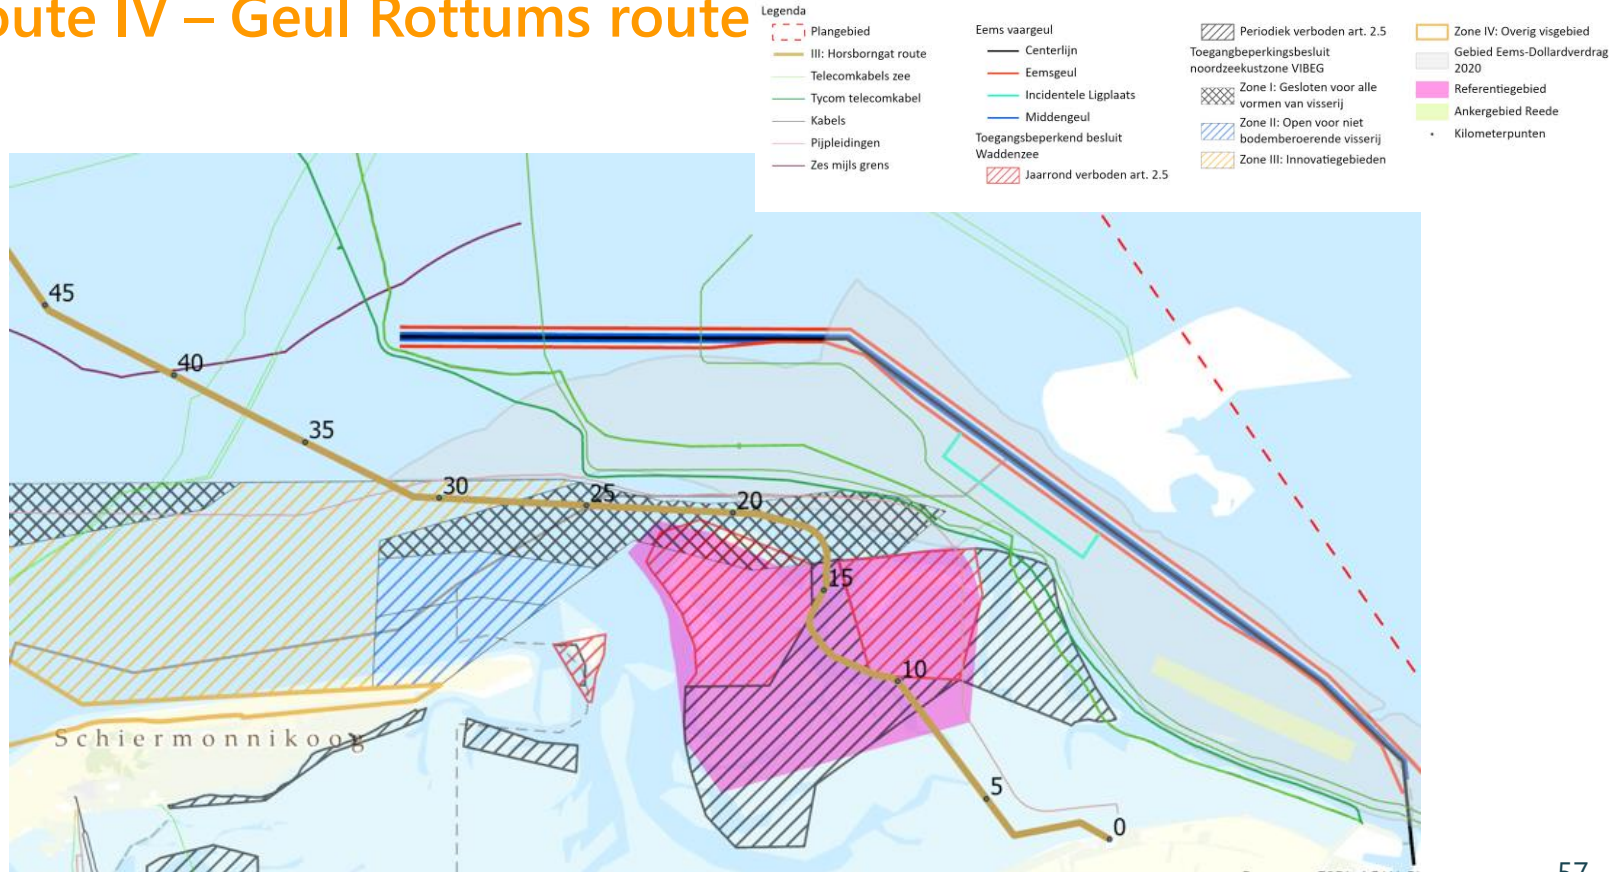 oute IV – Geul Rottums route
Legenda
Plangebied
III: Horsborngat route
Telecomkabels zee
Tycom telecomkabel
Kabels
Pijpleidingen
Zes mijls grens
Eems vaargeul
Centerlijn
Eemsgeul
Incidentele Ligplaats
Middengeul
Toegangsbeperkend besluit
Waddenzee
Jaarrond verboden art. 2.5
Periodiek verboden art. 2.5
Toegangbeperkingsbesluit
noordzeekustzone VIBEG
Zone I: Gesloten voor alle
vormen van visserij
Zone II: Open voor niet
bodemberoerende visserij
Zone III: Innovatiegebieden
Zone IV: Overig visgebied
Gebied Eems-Dollardverdrag
2020
Referentiegebied
Ankergebied Reede
Kilometerpunten
45
40
35
30
25
20
15
10
5
0
Schiermonnikoog
57